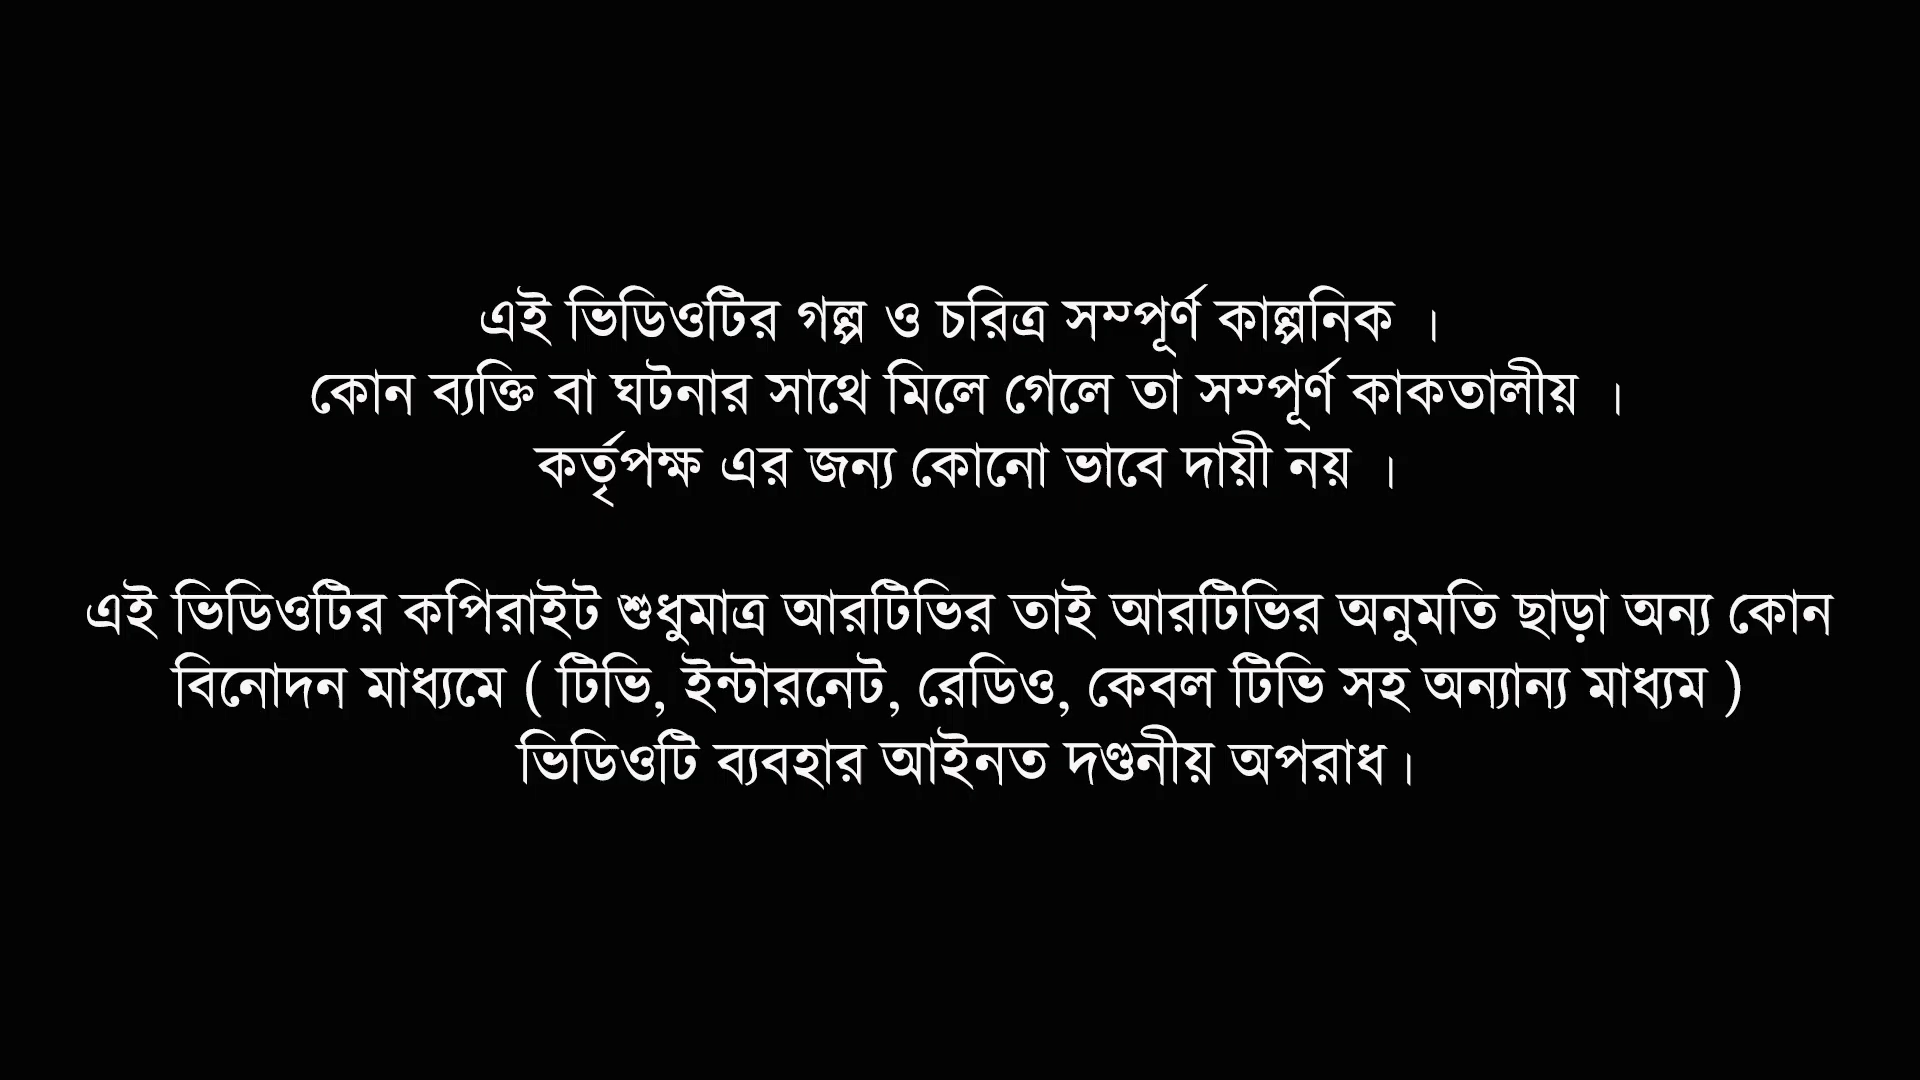 এই ভিডিওটির গল্প ও চরিত্র সম্পূর্ণ কাল্পনিক ।
কোন ব্যক্তি বা ঘটনার সাথে মিলে গেলে তা সম্পূর্ণ কাকতালীয় ।
কর্তৃপক্ষ এর জন্য কোনো ভাবে দায়ী নয় ।
এই ভিডিওটির কপিরাইট শুধুমাত্র আরটিভির তাই আরটিভির অনুমতি ছাড়া অন্য কোন
বিনোদন মাধ্যমে ( টিভি, ইন্টারনেট, রেডিও, কেবল টিভি সহ অন্যান্য মাধ্যম )
ভিডিওটি ব্যবহার আইনত দণ্ডনীয় অপরাধ।